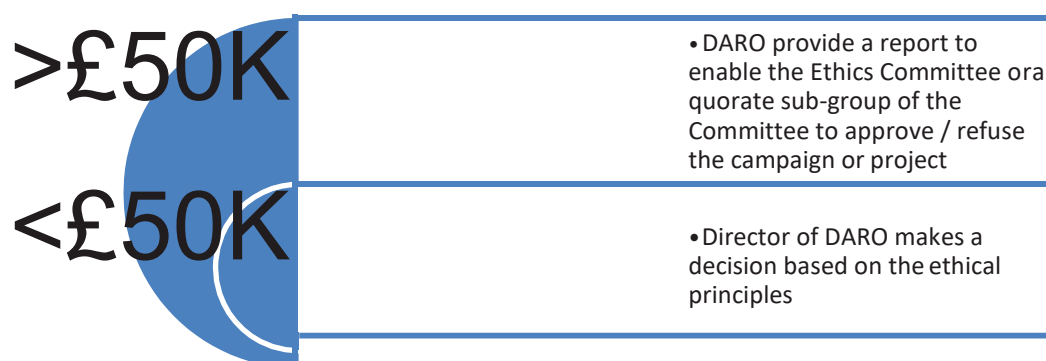 >£50K
• DARO provide a report to
enable the Ethics Committee ora
quorate sub-group of the
Committee to approve / refuse
the campaign or project
<£50K
•Director of DARO makes a
decision based on the ethical
principles